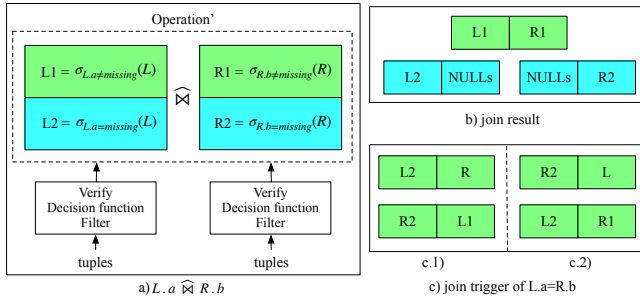 Operation’
L1 = σL.a≠missing(L)
L2 = σL.a=missing(L)
⋈̂
R1 = σR.b≠missing(R)
R2 = σR.b=missing(R)
Verify
Decision function
Filter
Verify
Decision function
Filter
tuples
tuples
a) L.a ⋈̂ R.b
L1 R1
L2 NULLs
NULLs R2
b) join result
L2 R
R2 L1
c.1)
R2 L
L2 R1
c.2)
c) join trigger of L.a=R.b